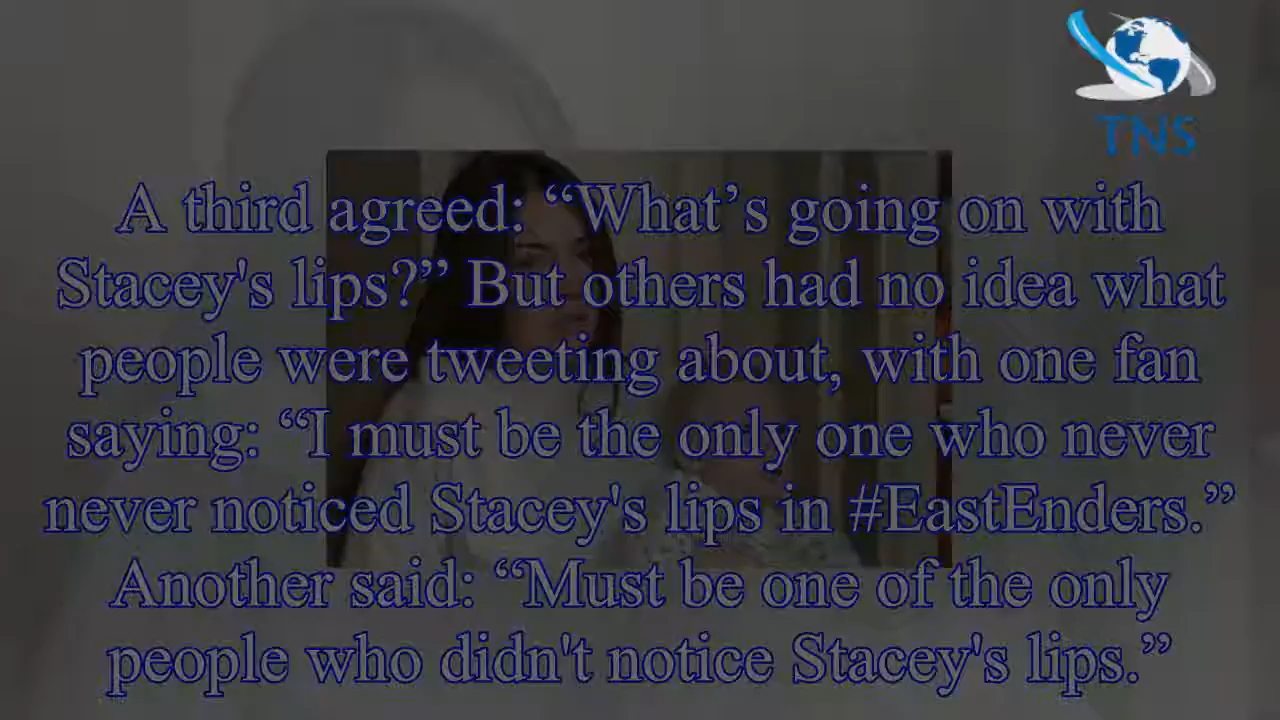 TNS
A third agreed: “What’s going on with
Stacey's lips?” But others had no idea what
people were tweeting about, with one fan
saying: “I must be the only one who never
never noticed Stacey's lips in #EastEnders.”
Another said: “Must be one of the only
people who didn't notice Stacey's lips.”